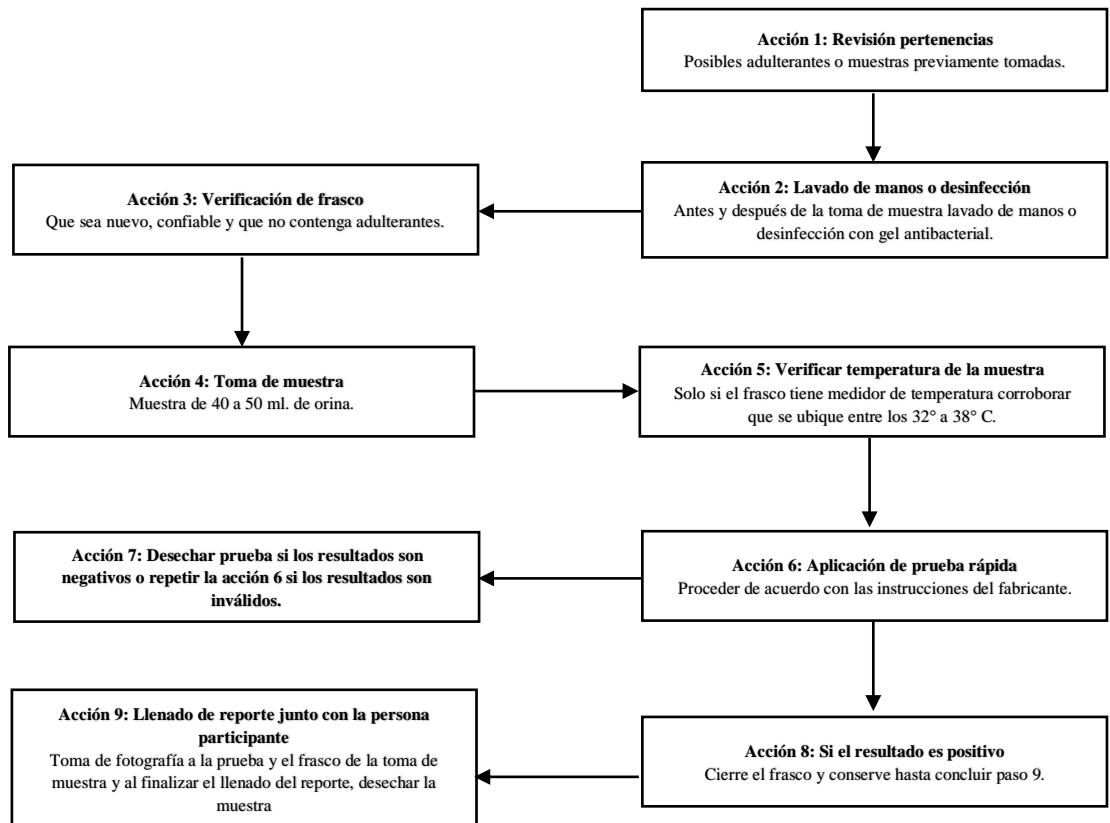 Acción 1: Revisión pertenencias
Posibles adulterantes o muestras previamente tomadas.
Acción 2: Lavado de manos o desinfección
Antes y después de la toma de muestra lavado de manos o
desinfección con gel antibacterial.
Acción 3: Verificación de frasco
Que sea nuevo, confiable y que no contenga adulterantes.
Acción 4: Toma de muestra
Muestra de 40 a 50 ml. de orina.
Acción 5: Verificar temperatura de la muestra
Solo si el frasco tiene medidor de temperatura corroborar
que se ubique entre los 32° a 38° C.
Acción 6: Aplicación de prueba rápida
Proceder de acuerdo con las instrucciones del fabricante.
Acción 7: Desechar prueba si los resultados son
negativos o repetir la acción 6 si los resultados son
inválidos.
Acción 8: Si el resultado es positivo
Cierre el frasco y conserve hasta concluir paso 9.
Acción 9: Llenado de reporte junto con la persona
participante
Toma de fotografía a la prueba y el frasco de la toma de
muestra y al finalizar el llenado del reporte, desechar la
muestra